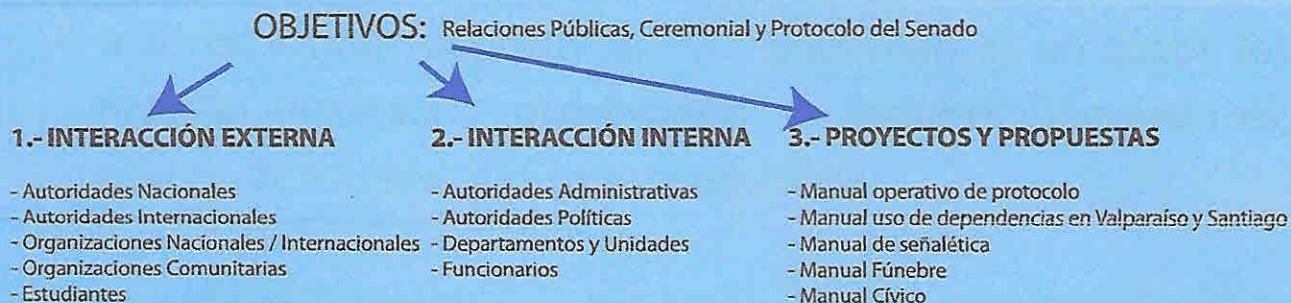 OBJETIVOS: Relaciones Públicas, Ceremonial y Protocolo del Senado
1.- INTERACCIÓN EXTERNA
- Autoridades Nacionales
- Autoridades Internacionales
- Organizaciones Nacionales / Internacionales
- Organizaciones Comunitarias
- Estudiantes
2.- INTERACCIÓN INTERNA
- Autoridades Administrativas
- Autoridades Políticas
- Departamentos y Unidades
- Funcionarios
3.- PROYECTOS Y PROPUESTAS
- Manual operativo de protocolo
- Manual uso de dependencias en Valparaíso y Santiago
- Manual de señalética
- Manual Fúnebre
- Manual Cívico